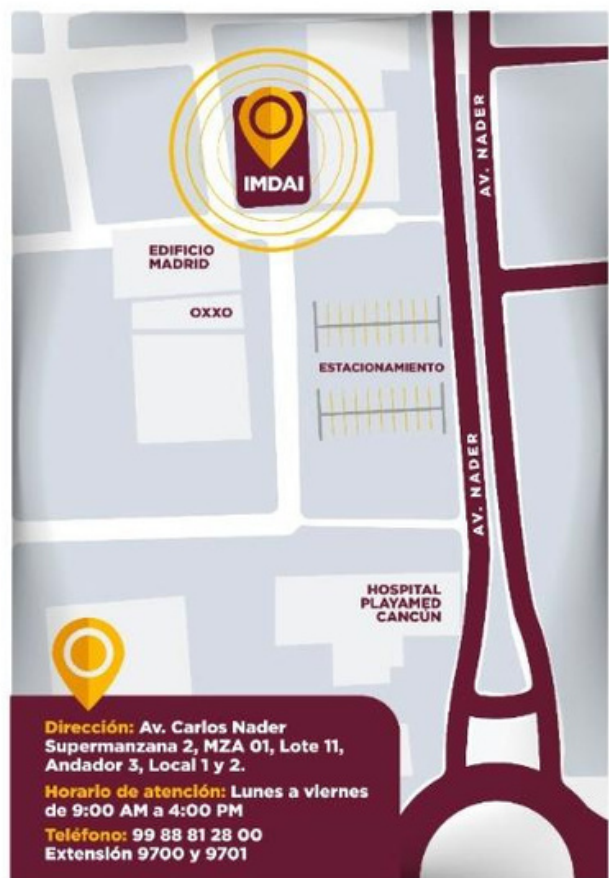 AV. NADER
IMDAI
EDIFICIO
MADRID
OXXO
ESTACIONAMIENTO
AV. NADER
HOSPITAL
PLAYAMED
CANCÚN
Dirección: Av. Carlos Nader
Supermanzana 2, MZA 01, Lote 11,
Andador 3, Local 1 y 2.
Horario de atención: Lunes a viernes
de 9:00 AM a 4:00 PM
Teléfono: 99 88 81 28 00
Extensión 9700 y 9701